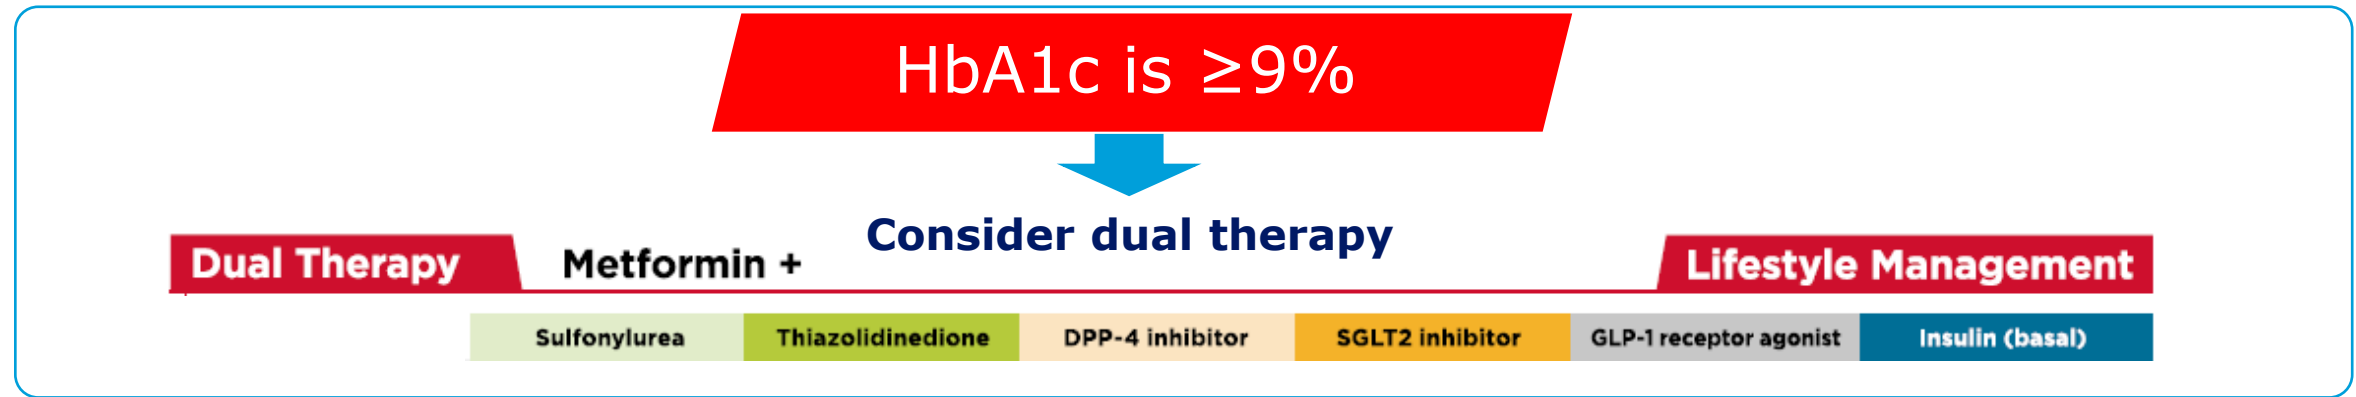 HbA1c is ≥9%
Consider dual therapy
Dual Therapy Metformin + Lifestyle Management
Sulfonylurea Thiazolidinedione DPP-4 inhibitor SGLT2 inhibitor GLP-1 receptor agonist Insulin (basal)